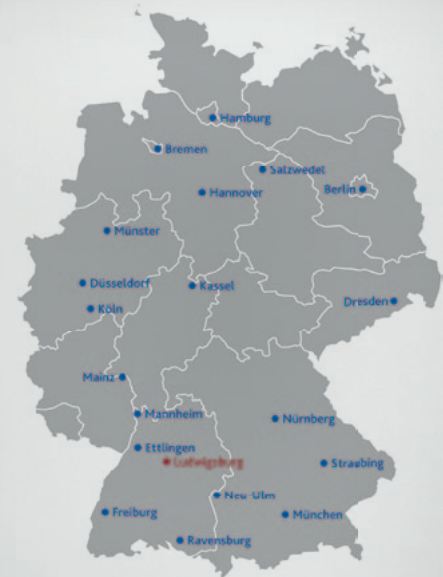 Hamburg
Bremen
Salzwedel
Hannover
Berlin
Münster
Düsseldorf
Kassel
Köln
Dresden
Mainz
Mannheim
Nürnberg
Ettlingen
Ludwigsburg
Straubing
Neu-Ulm
Freiburg
München
Ravensburg